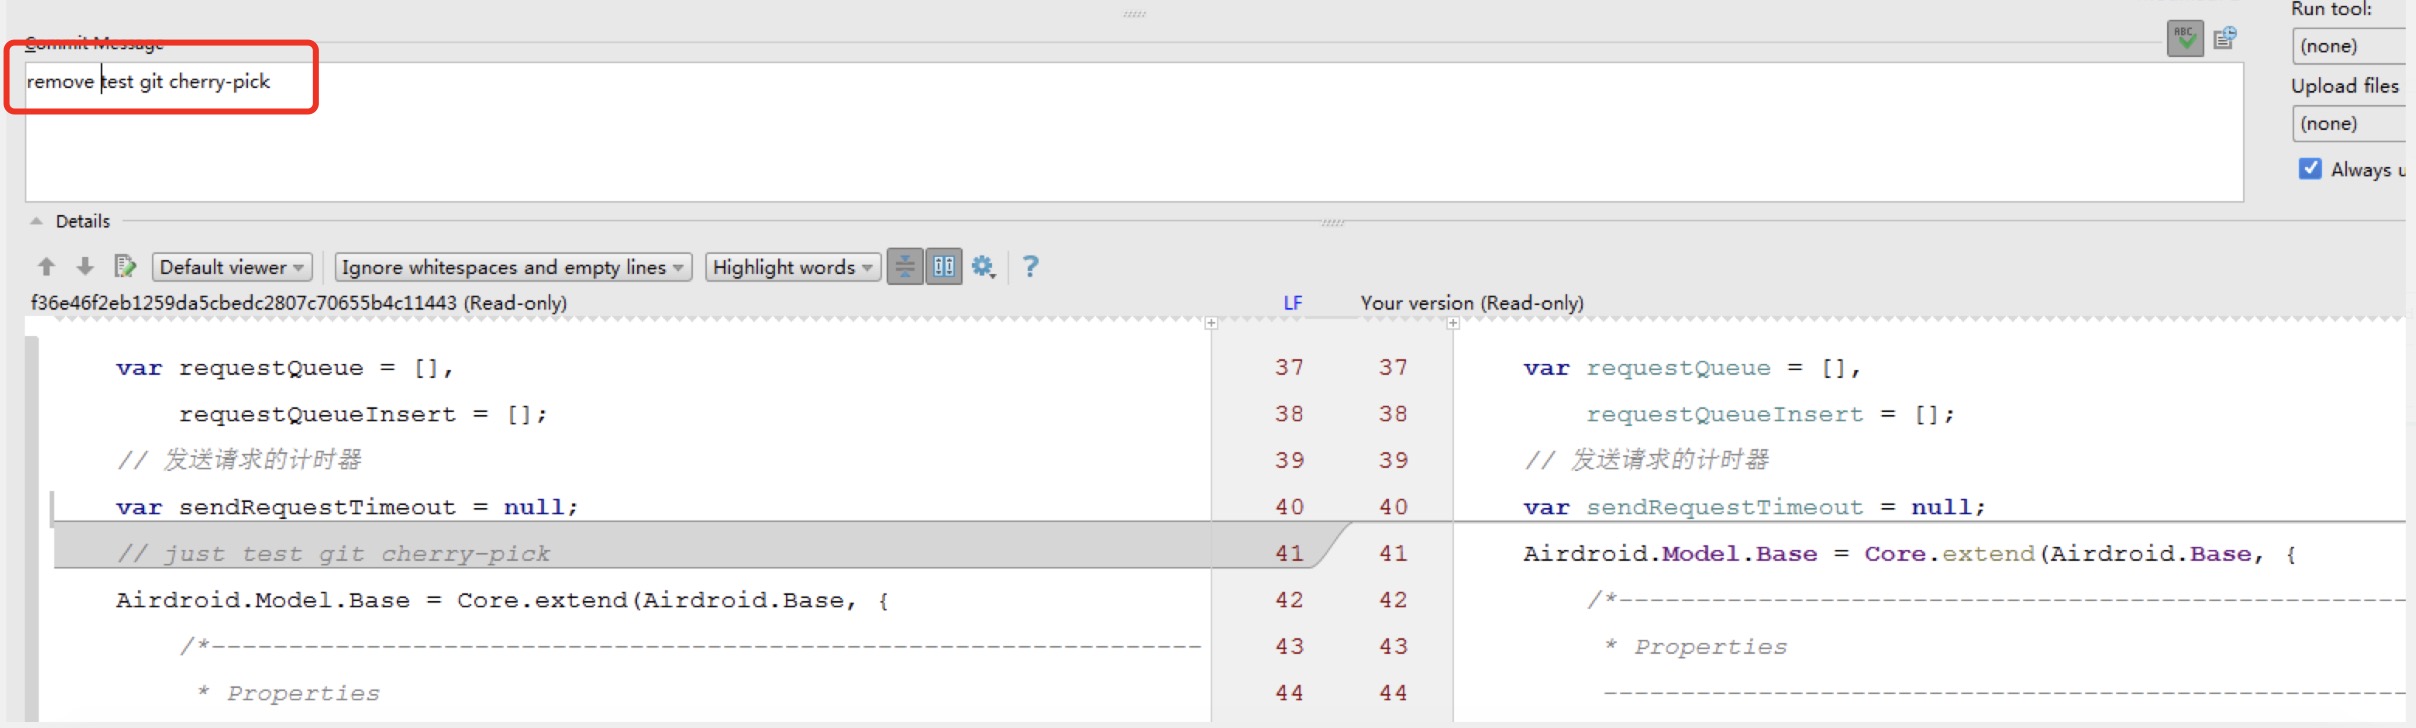 Run tool:
Commit Message
(none)
remove test git cherry-pick
Upload files
(none)
Always u
Details
Default viewer
Ignore whitespaces and empty lines
Highlight words
?
f36e46f2eb1259da5cbedc2807c70655b4c11443 (Read-only)
LF
Your version (Read-only)
var requestQueue = [],
37
37
var requestQueue = [],
requestQueueInsert = [];
38
38
requestQueueInsert = [];
// 发送请求的计时器
39
39
// 发送请求的计时器
var sendRequestTimeout = null;
40
40
var sendRequestTimeout = null;
// just test git cherry-pick
41
41
Airdroid.Model.Base = Core.extend(Airdroid.Base, {
Airdroid.Model.Base = Core.extend(Airdroid.Base, {
42
42
/*--------------------------------------------------
/*---------------------------------------------------------------
43
43
* Properties
* Properties
44
44
---------------------------------------------------